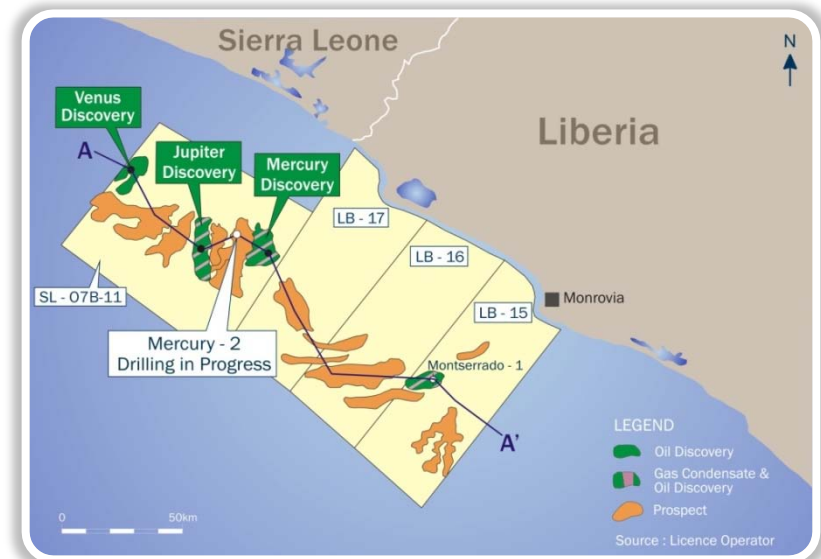 Sierra Leone
N
Venus
Discovery
Liberia
A
Jupiter
Discovery
Mercury
Discovery
LB - 17
LB - 16
SL - 07B-11
Monrovia
LB - 15
Mercury - 2
Drilling in Progress
Montserrado - 1
A'
LEGEND
Oil Discovery
Gas Condensate &
Oil Discovery
Prospect
0 50km
Source : Licence Operator